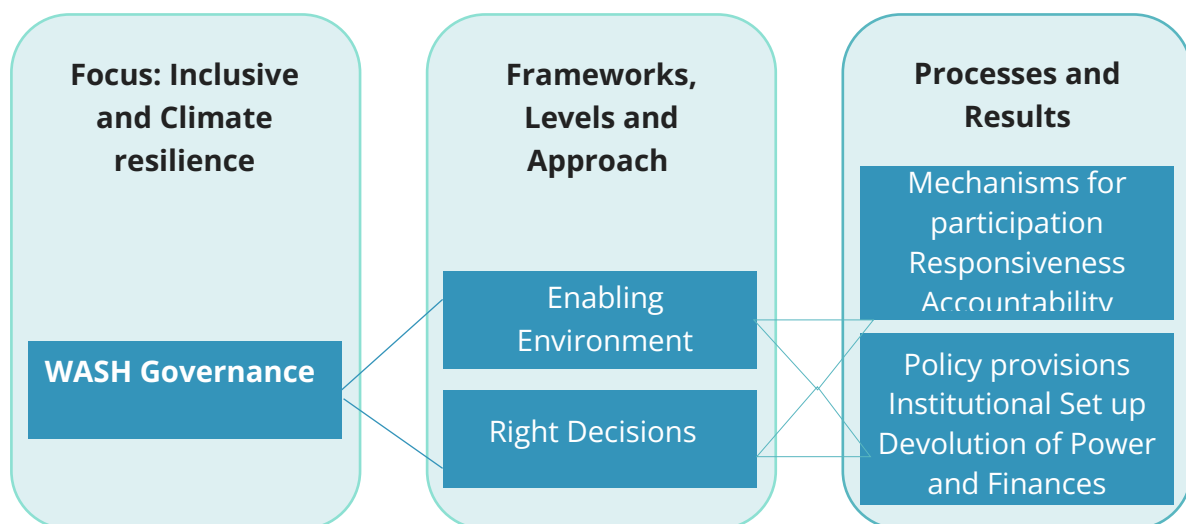 Focus: Inclusive
and Climate
resilience
WASH Governance
Frameworks,
Levels and
Approach
Enabling
Environment
Right Decisions
Processes and
Results
Mechanisms for
participation
Responsiveness
Accountability
Policy provisions
Institutional Set up
Devolution of Power
and Finances